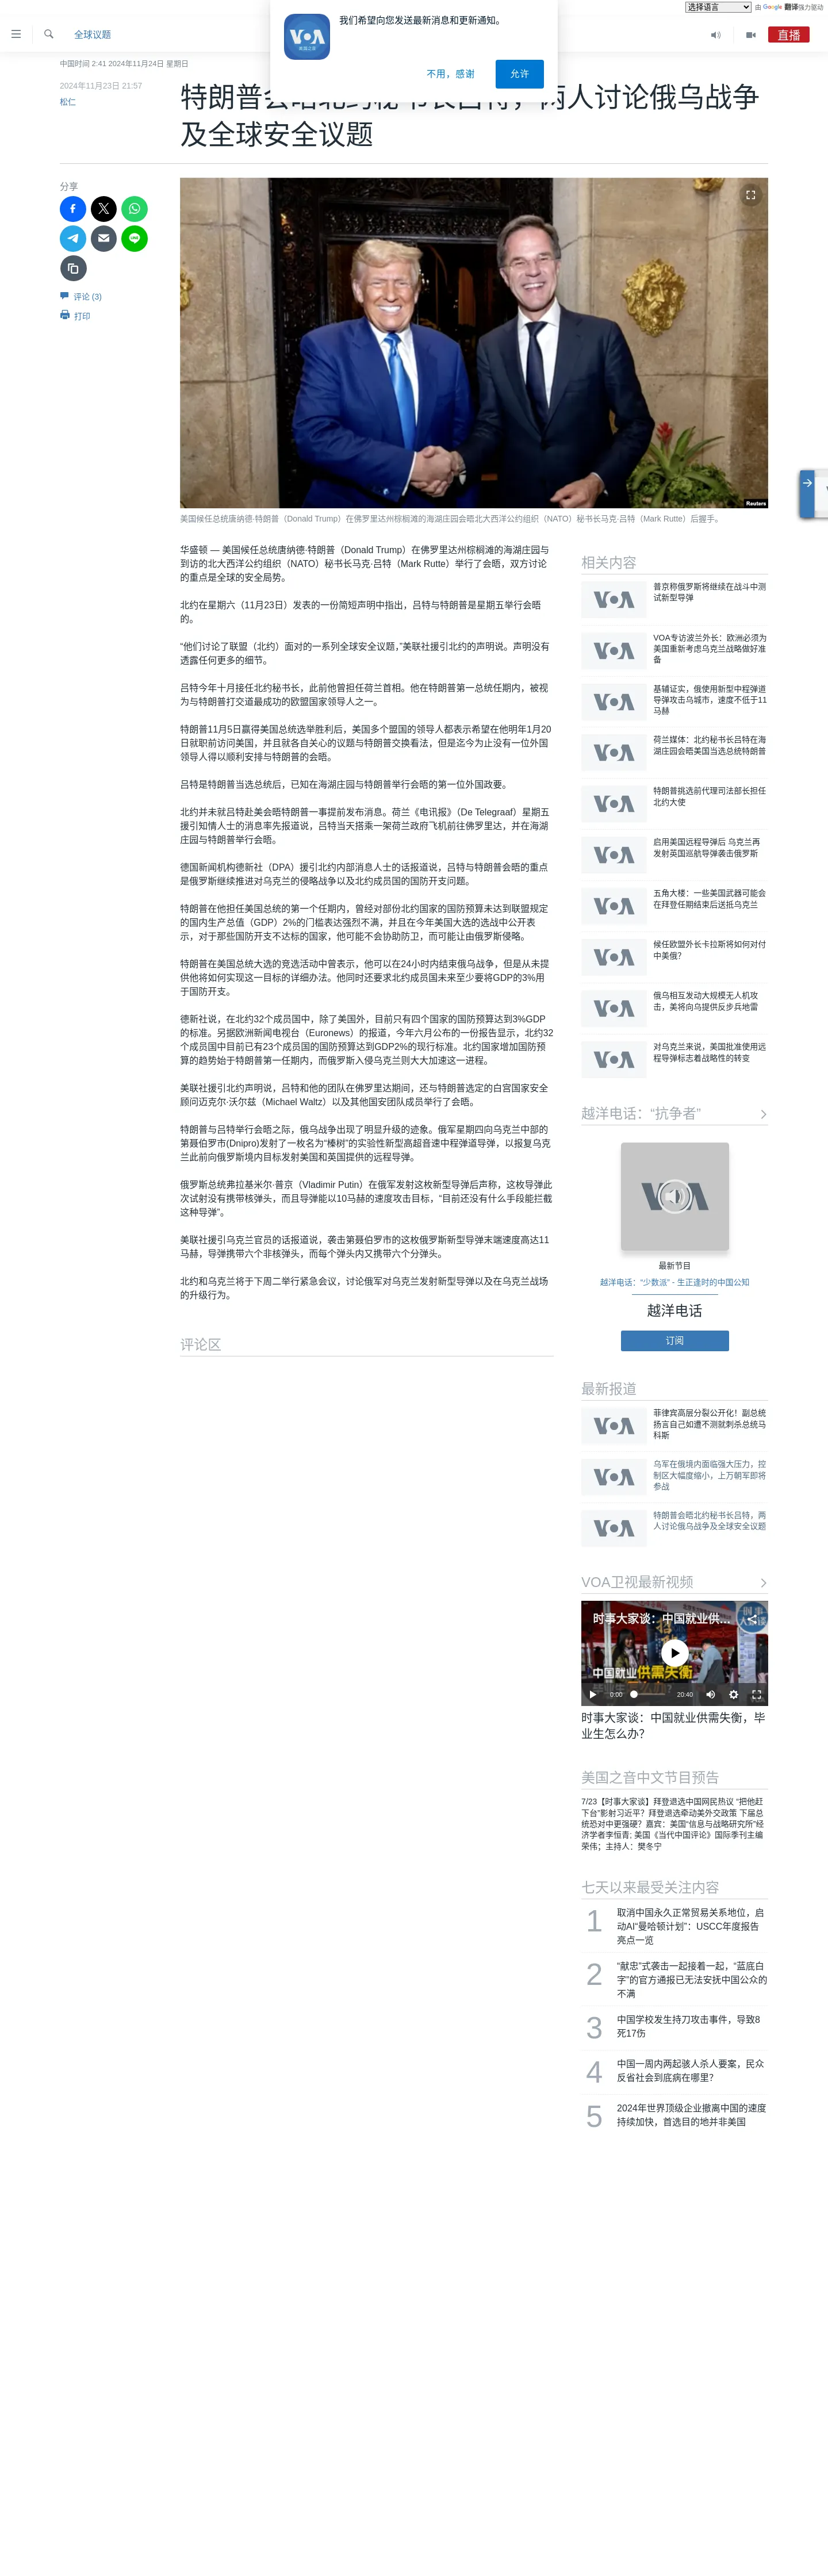 选择语言
由 Google 翻译强力驱动
全球议题
直播
VOA
美国之音
我们希望向您发送最新消息和更新通知。
不用，感谢
允许
中国时间 2:41 2024年11月24日 星期日
2024年11月23日 21:57
松仁
特朗普会晤北约秘书长吕特，两人讨论俄乌战争
及全球安全议题
分享
评论 (3)
打印
Reuters
美国候任总统唐纳德·特朗普（Donald Trump）在佛罗里达州棕榈滩的海湖庄园会晤北大西洋公约组织（NATO）秘书长马克·吕特（Mark Rutte）后握手。
华盛顿 — 美国候任总统唐纳德·特朗普（Donald Trump）在佛罗里达州棕榈滩的海湖庄园与
到访的北大西洋公约组织（NATO）秘书长马克·吕特（Mark Rutte）举行了会晤，双方讨论
的重点是全球的安全局势。
北约在星期六（11月23日）发表的一份简短声明中指出，吕特与特朗普是星期五举行会晤
的。
“他们讨论了联盟（北约）面对的一系列全球安全议题，”美联社援引北约的声明说。声明没有
透露任何更多的细节。
吕特今年十月接任北约秘书长，此前他曾担任荷兰首相。他在特朗普第一总统任期内，被视
为与特朗普打交道最成功的欧盟国家领导人之一。
特朗普11月5日赢得美国总统选举胜利后，美国多个盟国的领导人都表示希望在他明年1月20
日就职前访问美国，并且就各自关心的议题与特朗普交换看法，但是迄今为止没有一位外国
领导人得以顺利安排与特朗普的会晤。
吕特是特朗普当选总统后，已知在海湖庄园与特朗普举行会晤的第一位外国政要。
北约并未就吕特赴美会晤特朗普一事提前发布消息。荷兰《电讯报》（De Telegraaf）星期五
援引知情人士的消息率先报道说，吕特当天搭乘一架荷兰政府飞机前往佛罗里达，并在海湖
庄园与特朗普举行会晤。
德国新闻机构德新社（DPA）援引北约内部消息人士的话报道说，吕特与特朗普会晤的重点
是俄罗斯继续推进对乌克兰的侵略战争以及北约成员国的国防开支问题。
特朗普在他担任美国总统的第一个任期内，曾经对部份北约国家的国防预算未达到联盟规定
的国内生产总值（GDP）2%的门槛表达强烈不满，并且在今年美国大选的选战中公开表
示，对于那些国防开支不达标的国家，他可能不会协助防卫，而可能让由俄罗斯侵略。
特朗普在美国总统大选的竞选活动中曾表示，他可以在24小时内结束俄乌战争，但是从未提
供他将如何实现这一目标的详细办法。他同时还要求北约成员国未来至少要将GDP的3%用
于国防开支。
德新社说，在北约32个成员国中，除了美国外，目前只有四个国家的国防预算达到3%GDP
的标准。另据欧洲新闻电视台（Euronews）的报道，今年六月公布的一份报告显示，北约32
个成员国中目前已有23个成员国的国防预算达到GDP2%的现行标准。北约国家增加国防预
算的趋势始于特朗普第一任期内，而俄罗斯入侵乌克兰则大大加速这一进程。
美联社援引北约声明说，吕特和他的团队在佛罗里达期间，还与特朗普选定的白宫国家安全
顾问迈克尔·沃尔兹（Michael Waltz）以及其他国安团队成员举行了会晤。
特朗普与吕特举行会晤之际，俄乌战争出现了明显升级的迹象。俄军星期四向乌克兰中部的
第聂伯罗市(Dnipro)发射了一枚名为“榛树”的实验性新型高超音速中程弹道导弹，以报复乌克
兰此前向俄罗斯境内目标发射美国和英国提供的远程导弹。
俄罗斯总统弗拉基米尔·普京（Vladimir Putin）在俄军发射这枚新型导弹后声称，这枚导弹此
次试射没有携带核弹头，而且导弹能以10马赫的速度攻击目标，“目前还没有什么手段能拦截
这种导弹”。
美联社援引乌克兰官员的话报道说，袭击第聂伯罗市的这枚俄罗斯新型导弹末端速度高达11
马赫，导弹携带六个非核弹头，而每个弹头内又携带六个分弹头。
北约和乌克兰将于下周二举行紧急会议，讨论俄军对乌克兰发射新型导弹以及在乌克兰战场
的升级行为。
评论区
相关内容
VOA
普京称俄罗斯将继续在战斗中测
试新型导弹
VOA
VOA专访波兰外长：欧洲必须为
美国重新考虑乌克兰战略做好准
备
VOA
基辅证实，俄使用新型中程弹道
导弹攻击乌城市，速度不低于11
马赫
VOA
荷兰媒体：北约秘书长吕特在海
湖庄园会晤美国当选总统特朗普
VOA
特朗普挑选前代理司法部长担任
北约大使
VOA
启用美国远程导弹后 乌克兰再
发射英国巡航导弹袭击俄罗斯
VOA
五角大楼：一些美国武器可能会
在拜登任期结束后送抵乌克兰
VOA
候任欧盟外长卡拉斯将如何对付
中美俄？
VOA
俄乌相互发动大规模无人机攻
击，美将向乌提供反步兵地雷
VOA
对乌克兰来说，美国批准使用远
程导弹标志着战略性的转变
越洋电话：“抗争者”
VOA
最新节目
越洋电话：“少数派” - 生正逢时的中国公知
越洋电话
订阅
最新报道
VOA
菲律宾高层分裂公开化！副总统
扬言自己如遭不测就刺杀总统马
科斯
VOA
乌军在俄境内面临强大压力，控
制区大幅度缩小，上万朝军即将
参战
VOA
特朗普会晤北约秘书长吕特，两
人讨论俄乌战争及全球安全议题
VOA卫视最新视频
时事大家谈：中国就业供...
中国就业供需失衡
0:00
20:40
时事大家谈：中国就业供需失衡，毕
业生怎么办？
美国之音中文节目预告
7/23【时事大家谈】拜登退选中国网民热议 “把他赶
下台”影射习近平？拜登退选牵动美外交政策 下届总
统恐对中更强硬？嘉宾：美国“信息与战略研究所”经
济学者李恒青; 美国《当代中国评论》国际季刊主编
荣伟；主持人：樊冬宁
七天以来最受关注内容
1
取消中国永久正常贸易关系地位，启
动AI“曼哈顿计划”：USCC年度报告
亮点一览
2
“献忠”式袭击一起接着一起，“蓝底白
字”的官方通报已无法安抚中国公众的
不满
3
中国学校发生持刀攻击事件，导致8
死17伤
4
中国一周内两起骇人杀人要案，民众
反省社会到底病在哪里？
5
2024年世界顶级企业撤离中国的速度
持续加快，首选目的地并非美国